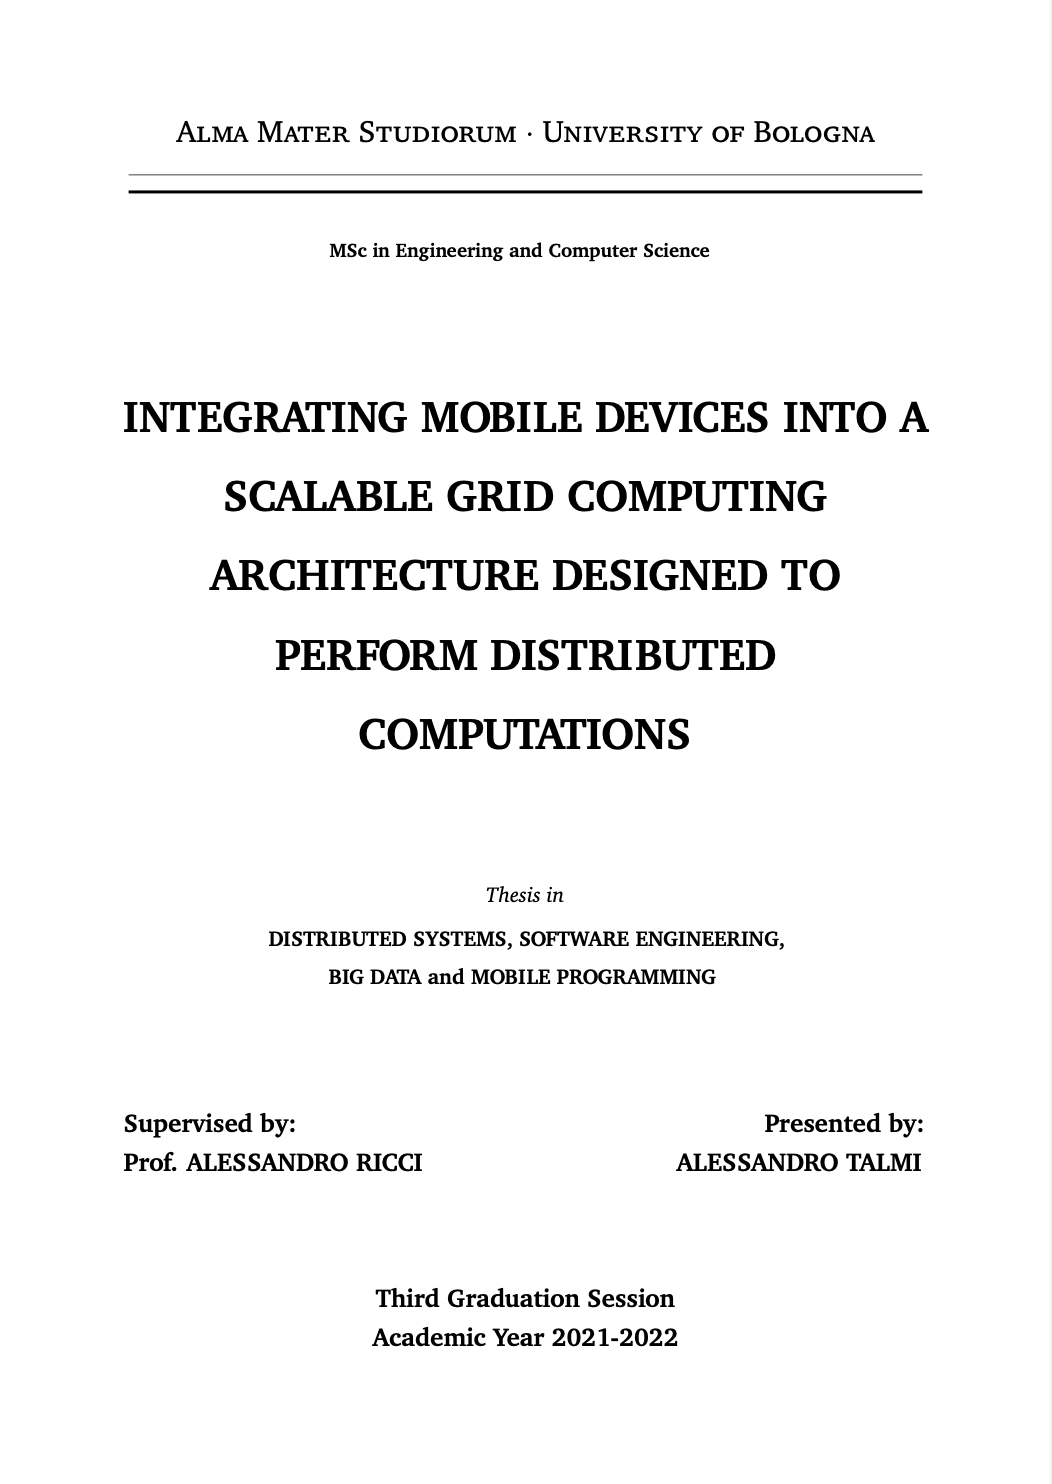 Alma Mater Studiorum · University of Bologna
MSc in Engineering and Computer Science
INTEGRATING MOBILE DEVICES INTO A
SCALABLE GRID COMPUTING
ARCHITECTURE DESIGNED TO
PERFORM DISTRIBUTED
COMPUTATIONS
Thesis in
DISTRIBUTED SYSTEMS, SOFTWARE ENGINEERING,
BIG DATA and MOBILE PROGRAMMING
Supervised by:
Prof. ALESSANDRO RICCI
Presented by:
ALESSANDRO TALMI
Third Graduation Session
Academic Year 2021-2022